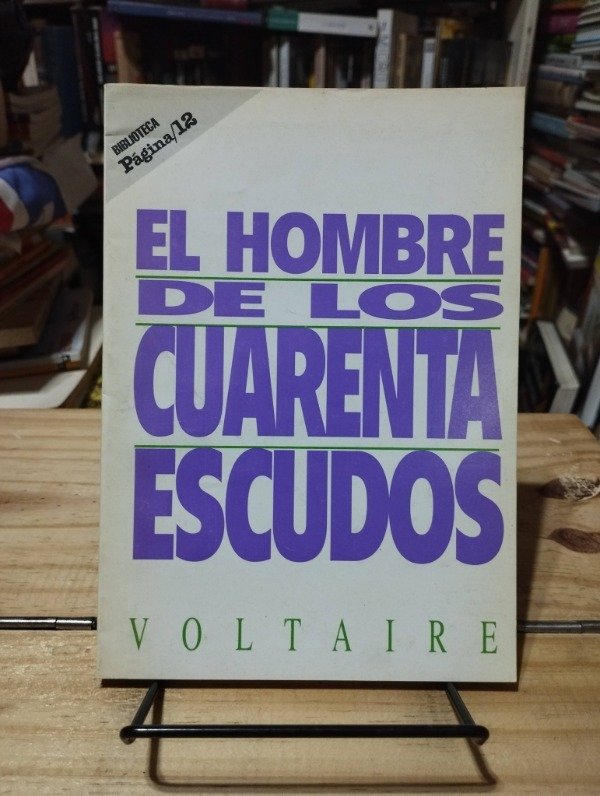 BIBLIOTECA
Página/12
EL HOMBRE
DE LOS
CUARENTA
ESCUDOS
VOLTAIRE